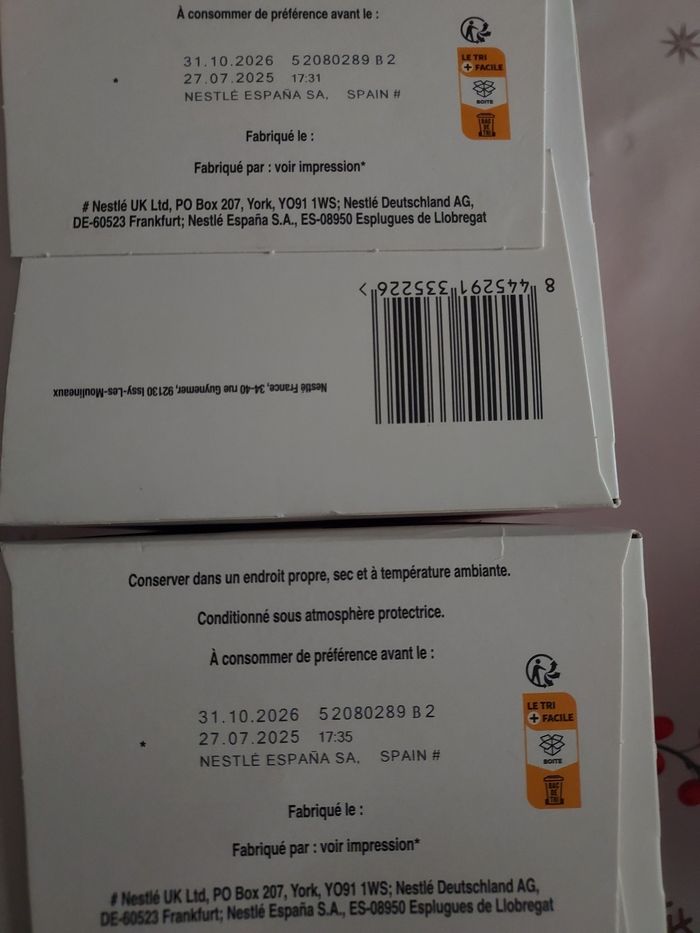 À consommer de préférence avant le :
31.10.2026 52080289 B 2
* 27.07.2025 17:31
NESTLÉ ESPAÑA SA, SPAIN #
LE TRI
+ FACILE
BOITE
BAC
DE
TRI
Fabriqué le :
Fabriqué par : voir impression*
# Nestlé UK Ltd, PO Box 207, York, YO91 1WS; Nestlé Deutschland AG,
DE-60523 Frankfurt; Nestlé España S.A., ES-08950 Esplugues de Llobregat
8 445291 335226 >
Nestlé France, 34-40 rue Guynemer, 92130 Issy-Les-Moulineaux
Conserver dans un endroit propre, sec et à température ambiante.
Conditionné sous atmosphère protectrice.
À consommer de préférence avant le :
31.10.2026 52080289 B 2
* 27.07.2025 17:35
NESTLÉ ESPAÑA SA, SPAIN #
LE TRI
+ FACILE
BOITE
BAC
DE
TRI
Fabriqué le :
Fabriqué par : voir impression*
# Nestlé UK Ltd, PO Box 207, York, YO91 1WS; Nestlé Deutschland AG,
DE-60523 Frankfurt; Nestlé España S.A., ES-08950 Esplugues de Llobregat